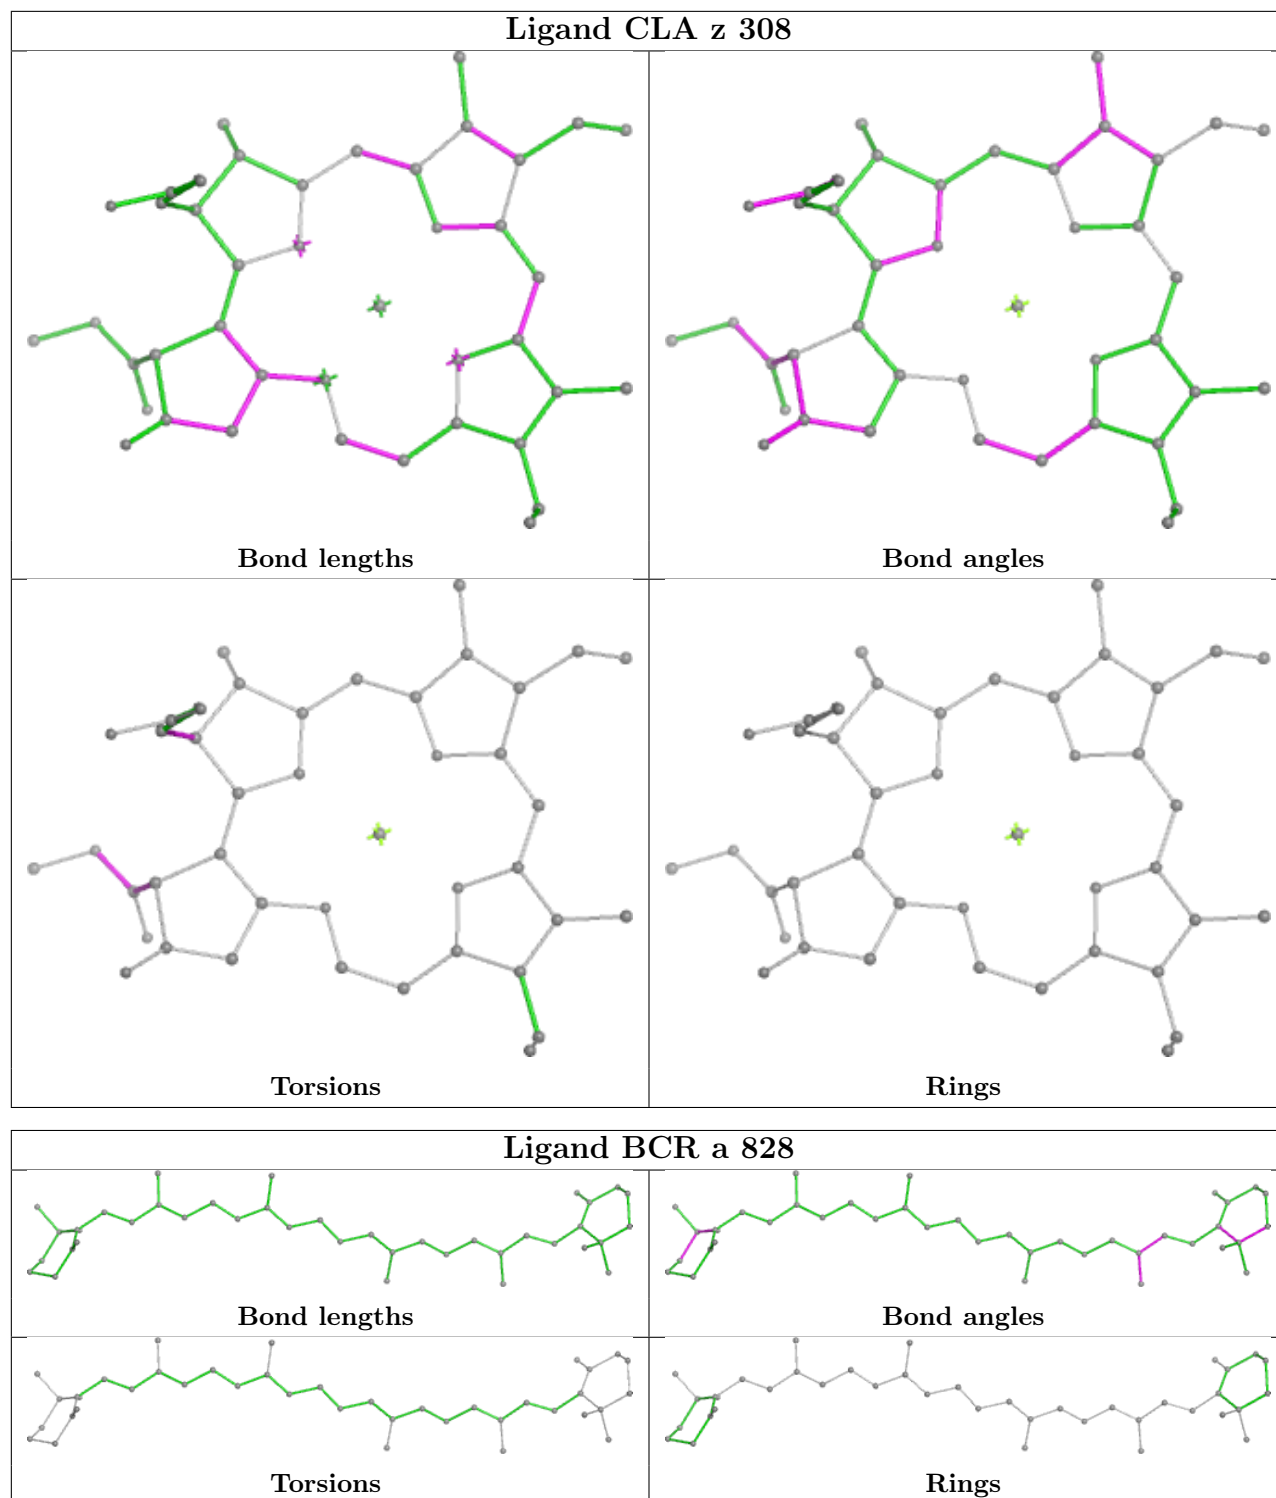 Ligand CLA z 308
Bond lengths
Bond angles
Torsions
Rings
Ligand BCR a 828
Bond lengths
Bond angles
Torsions
Rings